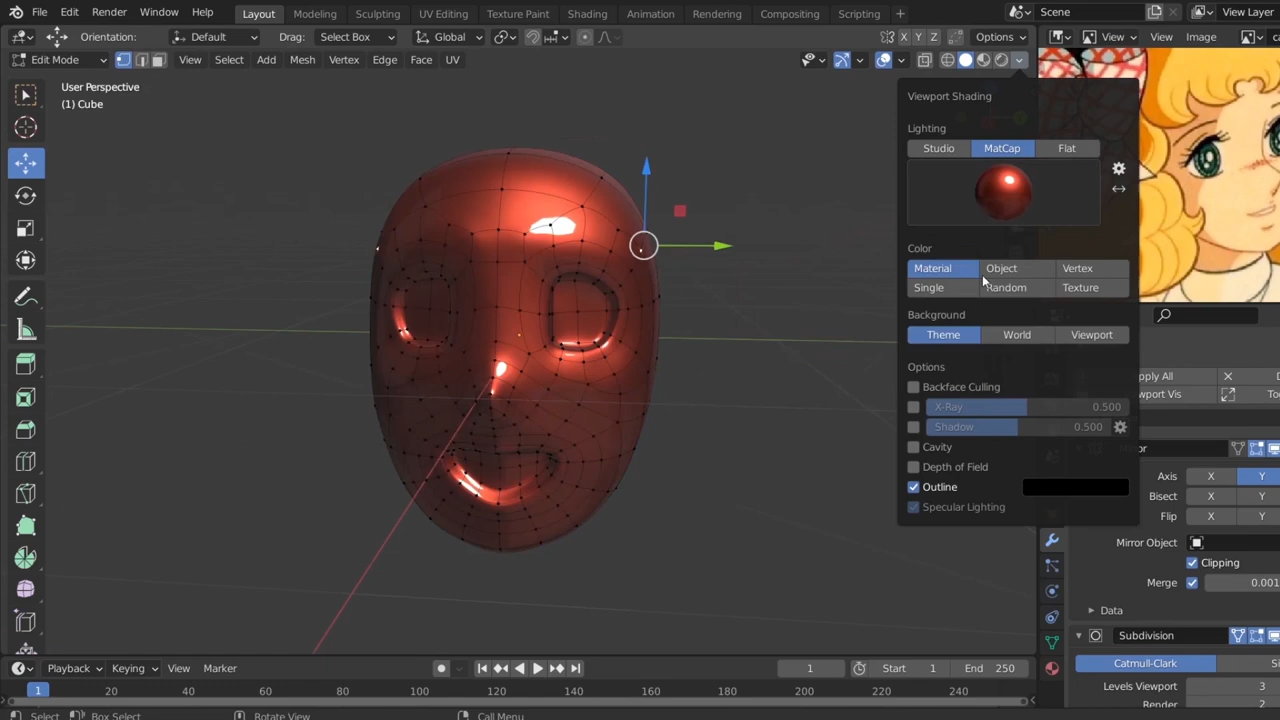 File Edit Render Window Help Layout Modeling Sculpting UV Editing Texture Paint Shading Animation Rendering Compositing Scripting + Scene View Layer
Orientation: Default Drag: Select Box Global X Y Z Options View
Edit Mode View Select Add Mesh Vertex Edge Face UV View Image
User Perspective
(1) Cube
Viewport Shading
Lighting
Studio MatCap Flat
Color
Material Object Vertex
Single Random Texture
Background
Theme World Viewport
Options
Backface Culling
X-Ray 0.500
Shadow 0.500
Cavity
Depth of Field
Outline
Specular Lighting
Axis X Y
Bisect X Y
Flip X Y
Mirror Object
Clipping
Merge 0.001
Data
Subdivision
Catmull-Clark
Levels Viewport 3
Render 2
Playback Keying View Marker 1 Start 1 End 250
1 20 40 60 80 100 120 140 160 180 200 220 240
Select Box Select Rotate View Call Menu